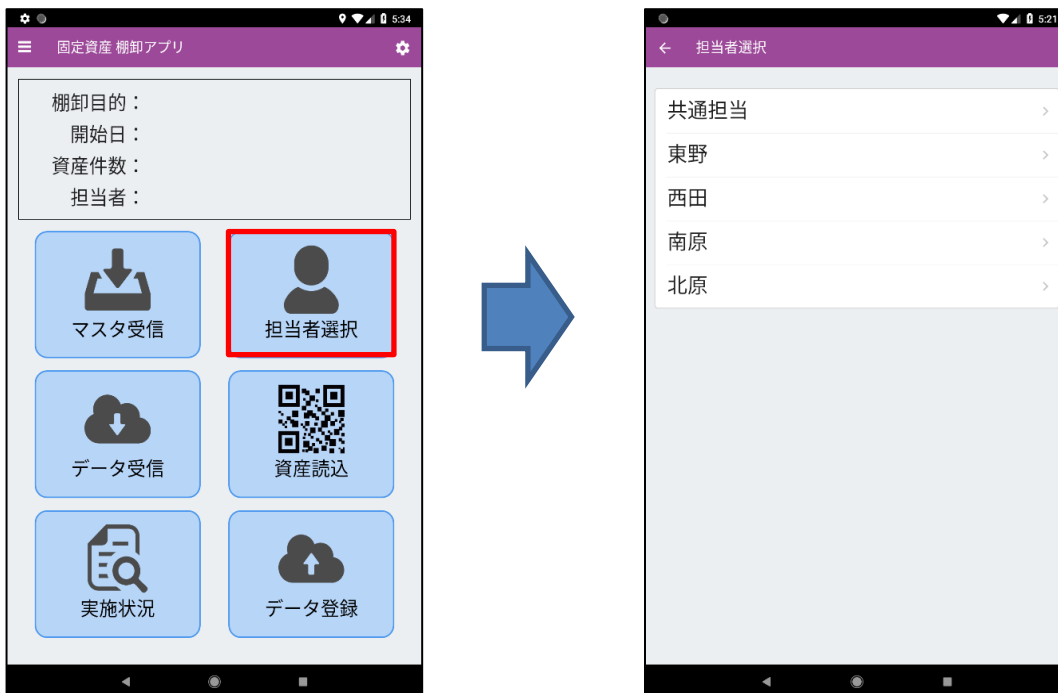 5:34
固定資産 棚卸アプリ
棚卸目的：
開始日：
資産件数：
担当者：
マスタ受信
担当者選択
データ受信
資産読込
実施状況
データ登録
5:21
担当者選択
共通担当
東野
西田
南原
北原